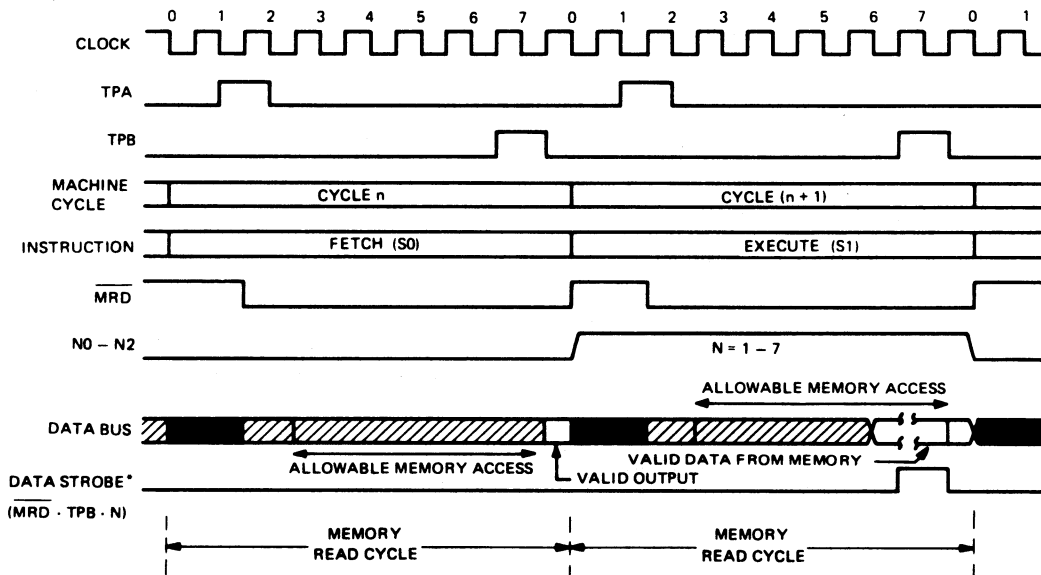 0 1 2 3 4 5 6 7 0 1 2 3 4 5 6 7 0 1
CLOCK
TPA
TPB
MACHINE
CYCLE
CYCLE n
CYCLE (n + 1)
INSTRUCTION
FETCH (S0)
EXECUTE (S1)
MRD
N0 – N2
N = 1 – 7
ALLOWABLE MEMORY ACCESS
DATA BUS
ALLOWABLE MEMORY ACCESS
VALID DATA FROM MEMORY
VALID OUTPUT
DATA STROBE*
(MRD · TPB · N)
MEMORY
READ CYCLE
MEMORY
READ CYCLE